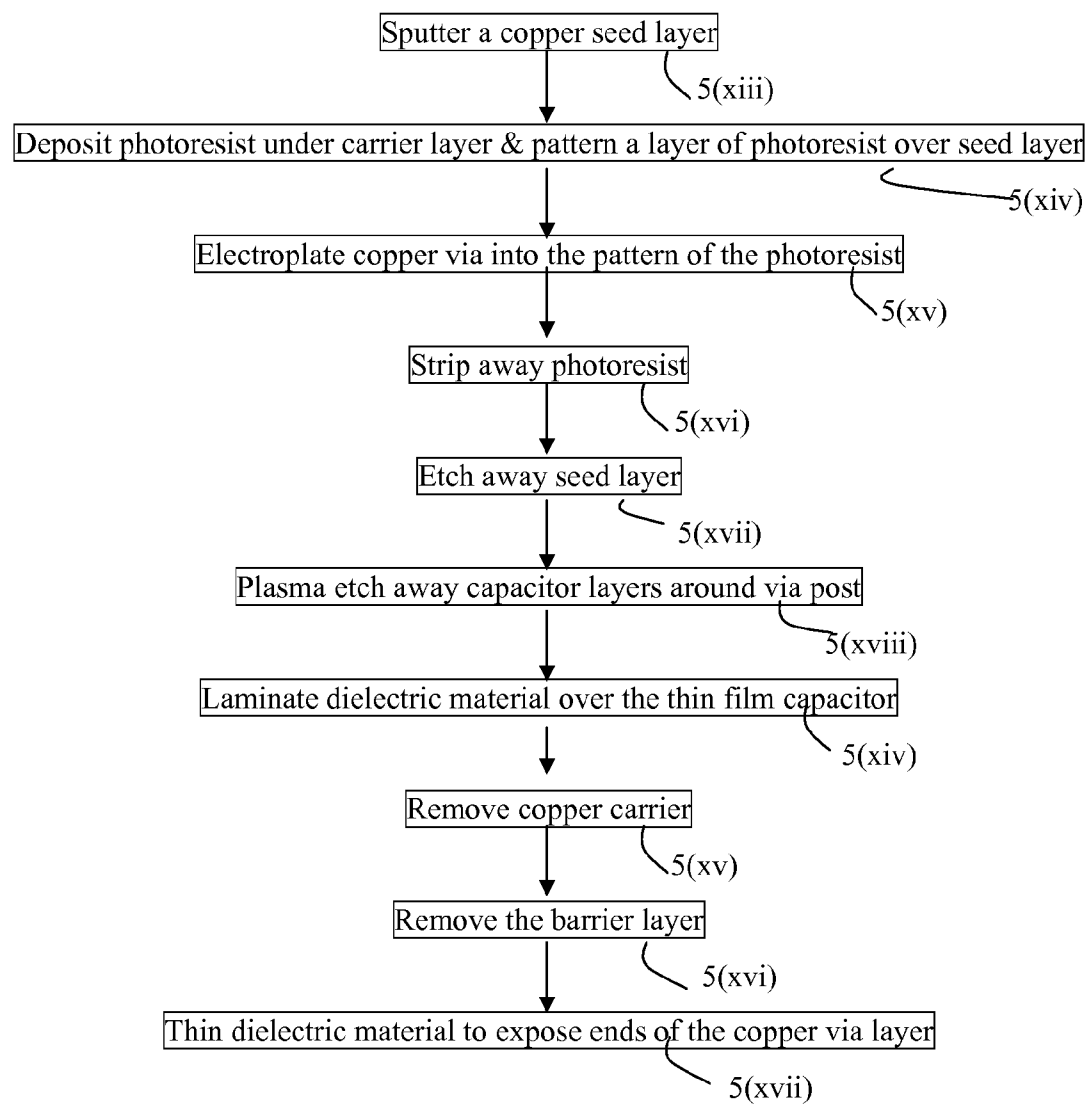 Sputter a copper seed layer
5(xiii)
Deposit photoresist under carrier layer & pattern a layer of photoresist over seed layer
5(xiv)
Electroplate copper via into the pattern of the photoresist
5(xv)
Strip away photoresist
5(xvi)
Etch away seed layer
5(xvii)
Plasma etch away capacitor layers around via post
5(xviii)
Laminate dielectric material over the thin film capacitor
5(xiv)
Remove copper carrier
5(xv)
Remove the barrier layer
5(xvi)
Thin dielectric material to expose ends of the copper via layer
5(xvii)